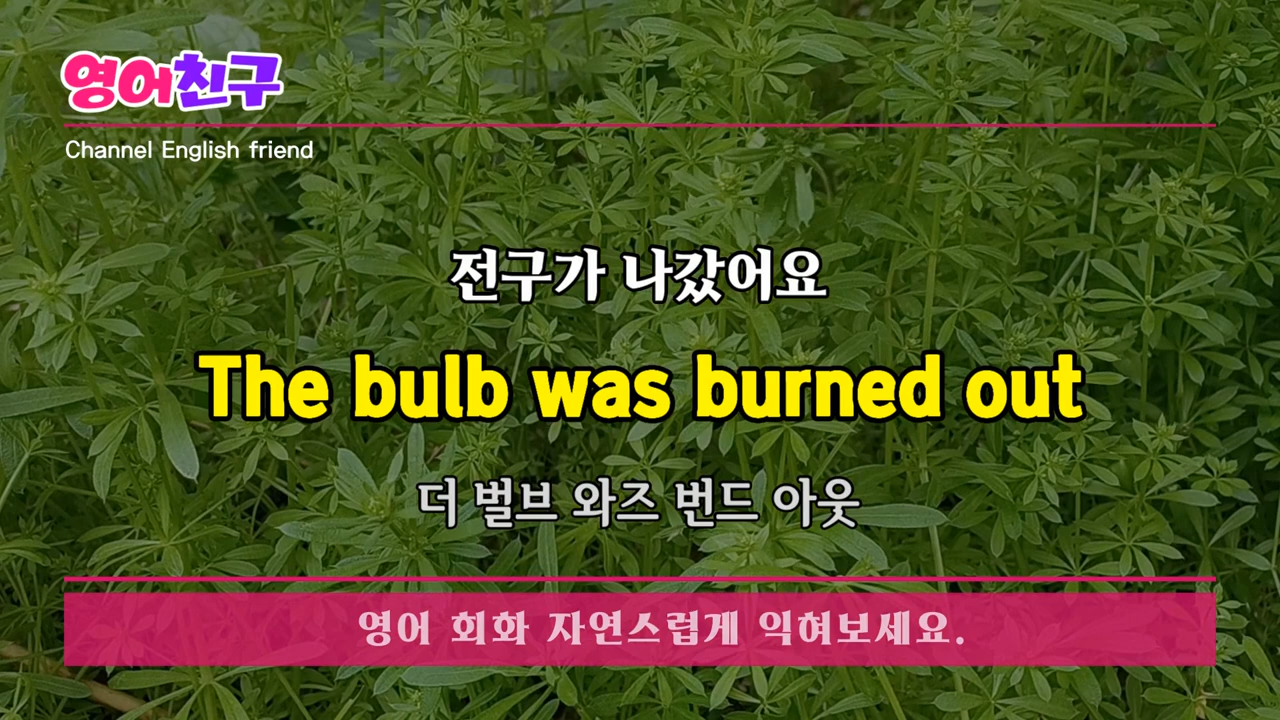 영어친구
Channel English friend
전구가 나갔어요
The bulb was burned out
더 벌브 와즈 번드 아웃
영어 회화 자연스럽게 익혀보세요.